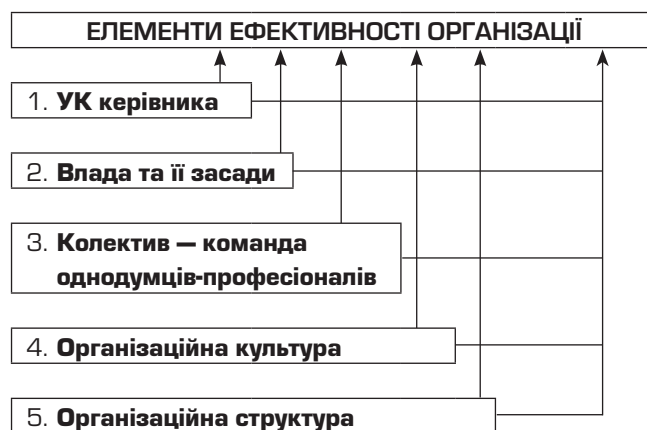 ЕЛЕМЕНТИ ЕФЕКТИВНОСТІ ОРГАНІЗАЦІЇ
1. УК керівника
2. Влада та її засади
3. Колектив — команда
однодумців-професіоналів
4. Організаційна культура
5. Організаційна структура